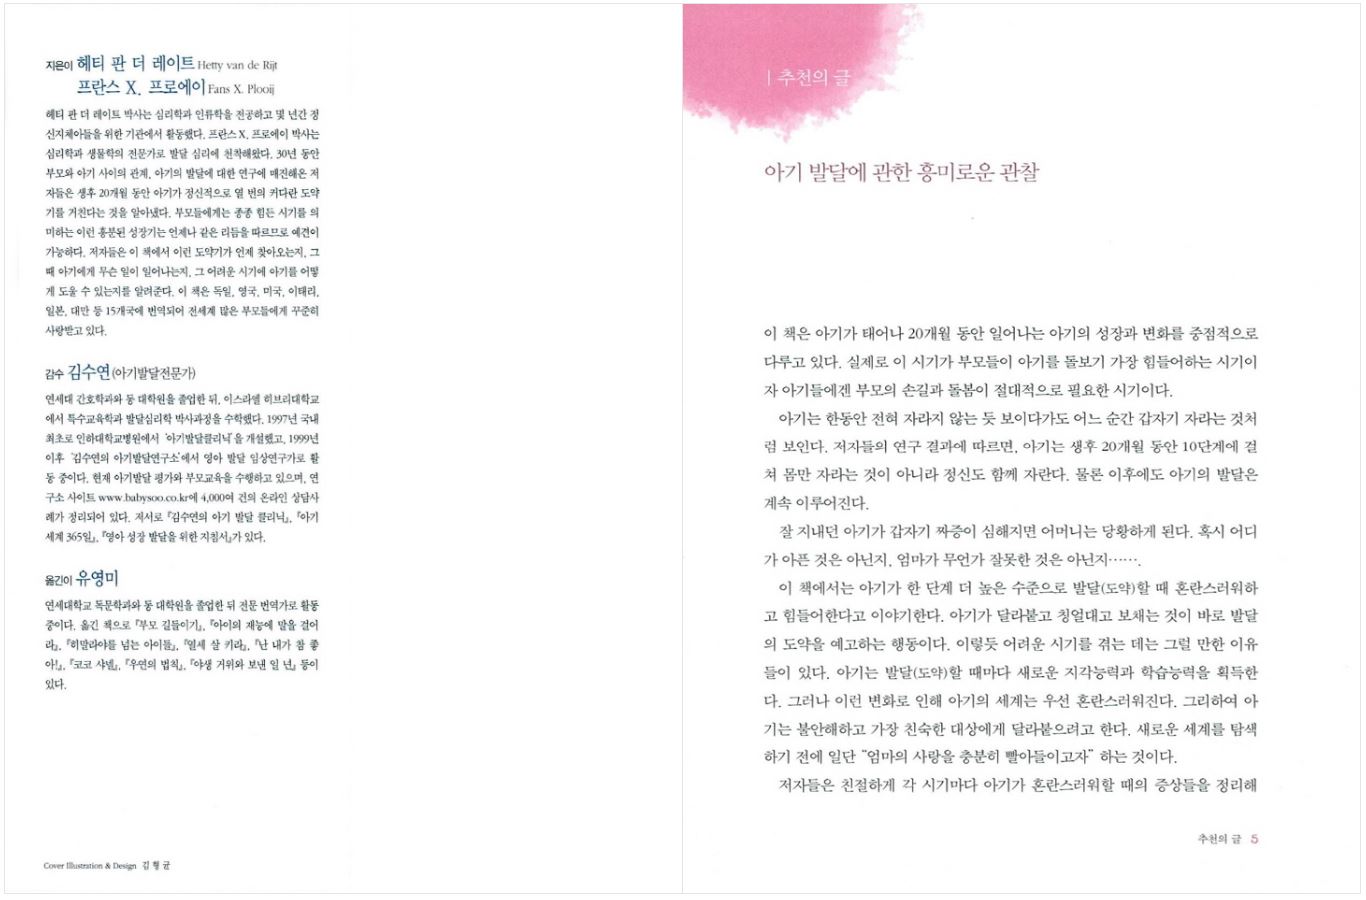 지은이 헤티 판 더 레이트 Hetty van de Rijt
프란스 X. 프로에이 Fans X. Plooij
헤티 판 더 레이트 박사는 심리학과 인류학을 전공하고 몇 년간 정
신지체아들을 위한 기관에서 활동했다. 프란스 X. 프로에이 박사는
심리학과 생물학의 전문가로 발달 심리에 천착해왔다. 30년 동안
부모와 아기 사이의 관계, 아기의 발달에 대한 연구에 매진해온 저
자들은 생후 20개월 동안 아기가 정신적으로 열 번의 커다란 도약
기를 거친다는 것을 알아냈다. 부모들에게는 종종 힘든 시기를 의
미하는 이런 흥분된 성장기는 언제나 같은 리듬을 따르므로 예견이
가능하다. 저자들은 이 책에서 이런 도약기가 언제 찾아오는지, 그
때 아기에게 무슨 일이 일어나는지, 그 어려운 시기에 아기를 어떻
게 도울 수 있는지를 알려준다. 이 책은 독일, 영국, 미국, 이태리,
일본, 대만 등 15개국에 번역되어 전세계 많은 부모들에게 꾸준히
사랑받고 있다.
감수 김수연(아기발달전문가)
연세대 간호학과와 동 대학원을 졸업한 뒤, 이스라엘 히브리대학교
에서 특수교육학과 발달심리학 박사과정을 수학했다. 1997년 국내
최초로 인하대학교병원에서 '아기발달클리닉'을 개설했고, 1999년
이후 '김수연의 아기발달연구소'에서 영아 발달 임상연구가로 활
동 중이다. 현재 아기발달 평가와 부모교육을 수행하고 있으며, 연
구소 사이트 www.babysoo.co.kr에 4,000여 건의 온라인 상담사
례가 정리되어 있다. 저서로 『김수연의 아기 발달 클리닉』, 『아기
세계 365일』, 『영아 성장 발달을 위한 지침서』가 있다.
옮긴이 유영미
연세대학교 독문학과와 동 대학원을 졸업한 뒤 전문 번역가로 활동
중이다. 옮긴 책으로 『부모 길들이기』, 『아이의 재능에 말을 걸어
라』, 『히말라야를 넘는 아이들』, 『열세 살 키라』, 『난 내가 참 좋
아!』, 『코코 샤넬』, 『우연의 법칙』, 『야생 거위와 보낸 일 년』 등이
있다.
Cover Illustration & Design 김형균
| 추천의 글
아기 발달에 관한 흥미로운 관찰
이 책은 아기가 태어나 20개월 동안 일어나는 아기의 성장과 변화를 중점적으로
다루고 있다. 실제로 이 시기가 부모들이 아기를 돌보기 가장 힘들어하는 시기이
자 아기들에겐 부모의 손길과 돌봄이 절대적으로 필요한 시기이다.
아기는 한동안 전혀 자라지 않는 듯 보이다가도 어느 순간 갑자기 자라는 것처
럼 보인다. 저자들의 연구 결과에 따르면, 아기는 생후 20개월 동안 10단계에 걸
쳐 몸만 자라는 것이 아니라 정신도 함께 자란다. 물론 이후에도 아기의 발달은
계속 이루어진다.
잘 지내던 아기가 갑자기 짜증이 심해지면 어머니는 당황하게 된다. 혹시 어디
가 아픈 것은 아닌지, 엄마가 무언가 잘못한 것은 아닌지…….
이 책에서는 아기가 한 단계 더 높은 수준으로 발달(도약)할 때 혼란스러워하
고 힘들어한다고 이야기한다. 아기가 달라붙고 칭얼대고 보채는 것이 바로 발달
의 도약을 예고하는 행동이다. 이렇듯 어려운 시기를 겪는 데는 그럴 만한 이유
들이 있다. 아기는 발달(도약)할 때마다 새로운 지각능력과 학습능력을 획득한
다. 그러나 이런 변화로 인해 아기의 세계는 우선 혼란스러워진다. 그리하여 아
기는 불안해하고 가장 친숙한 대상에게 달라붙으려고 한다. 새로운 세계를 탐색
하기 전에 일단 “엄마의 사랑을 충분히 빨아들이고자” 하는 것이다.
저자들은 친절하게 각 시기마다 아기가 혼란스러워할 때의 증상들을 정리해
추천의 글 5